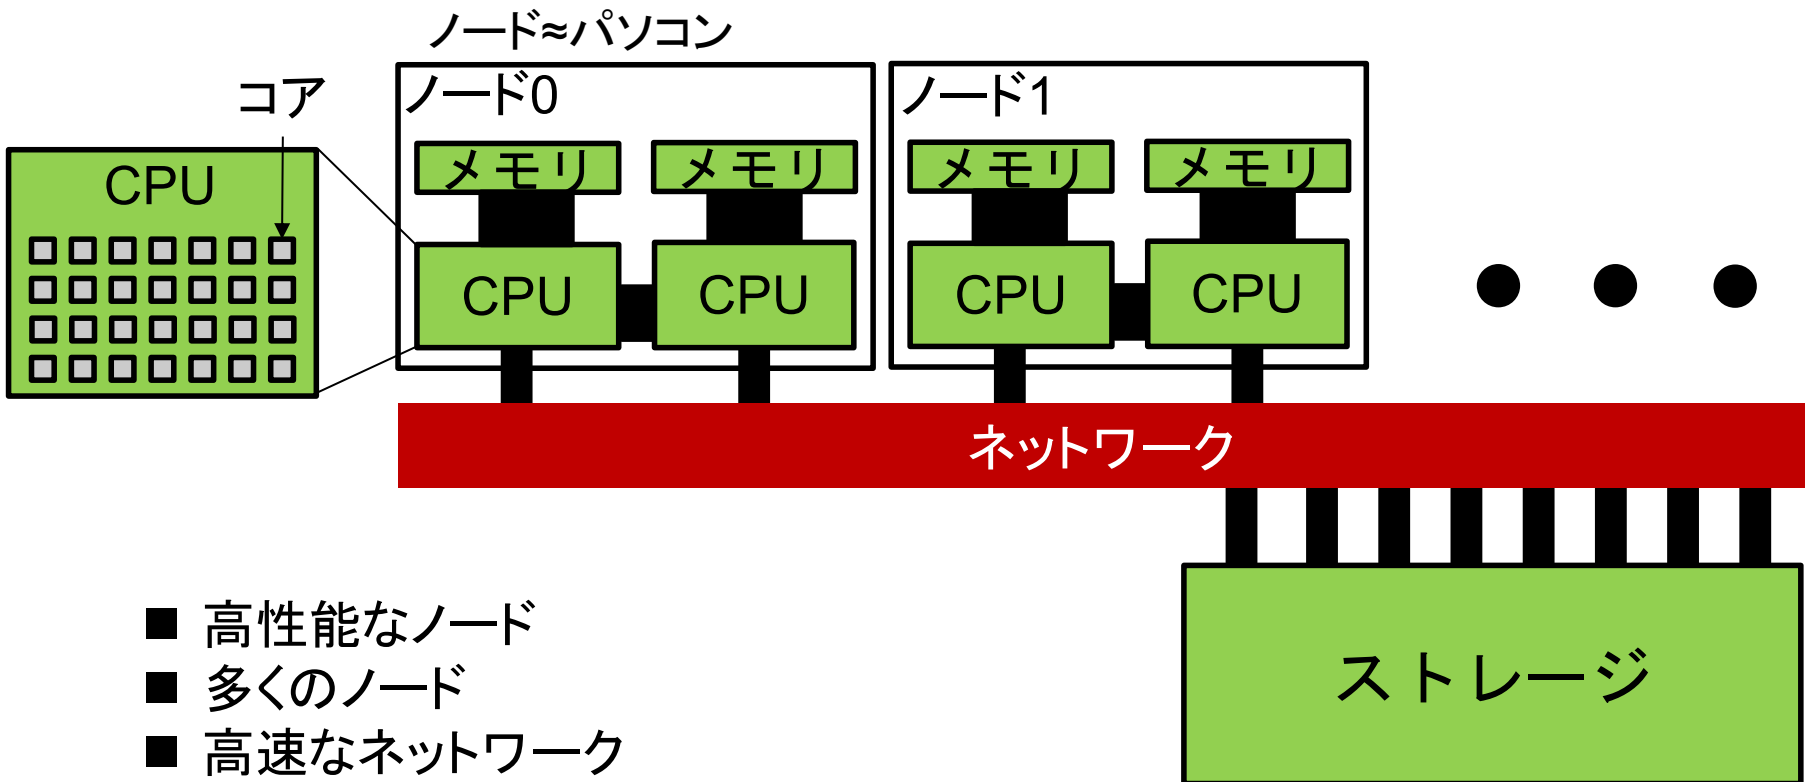 ノード≈パソコン
コア
ノード0
ノード1
メモリ
メモリ
メモリ
メモリ
CPU
CPU
CPU
CPU
CPU
ネットワーク
ストレージ
■ 高性能なノード
■ 多くのノード
■ 高速なネットワーク